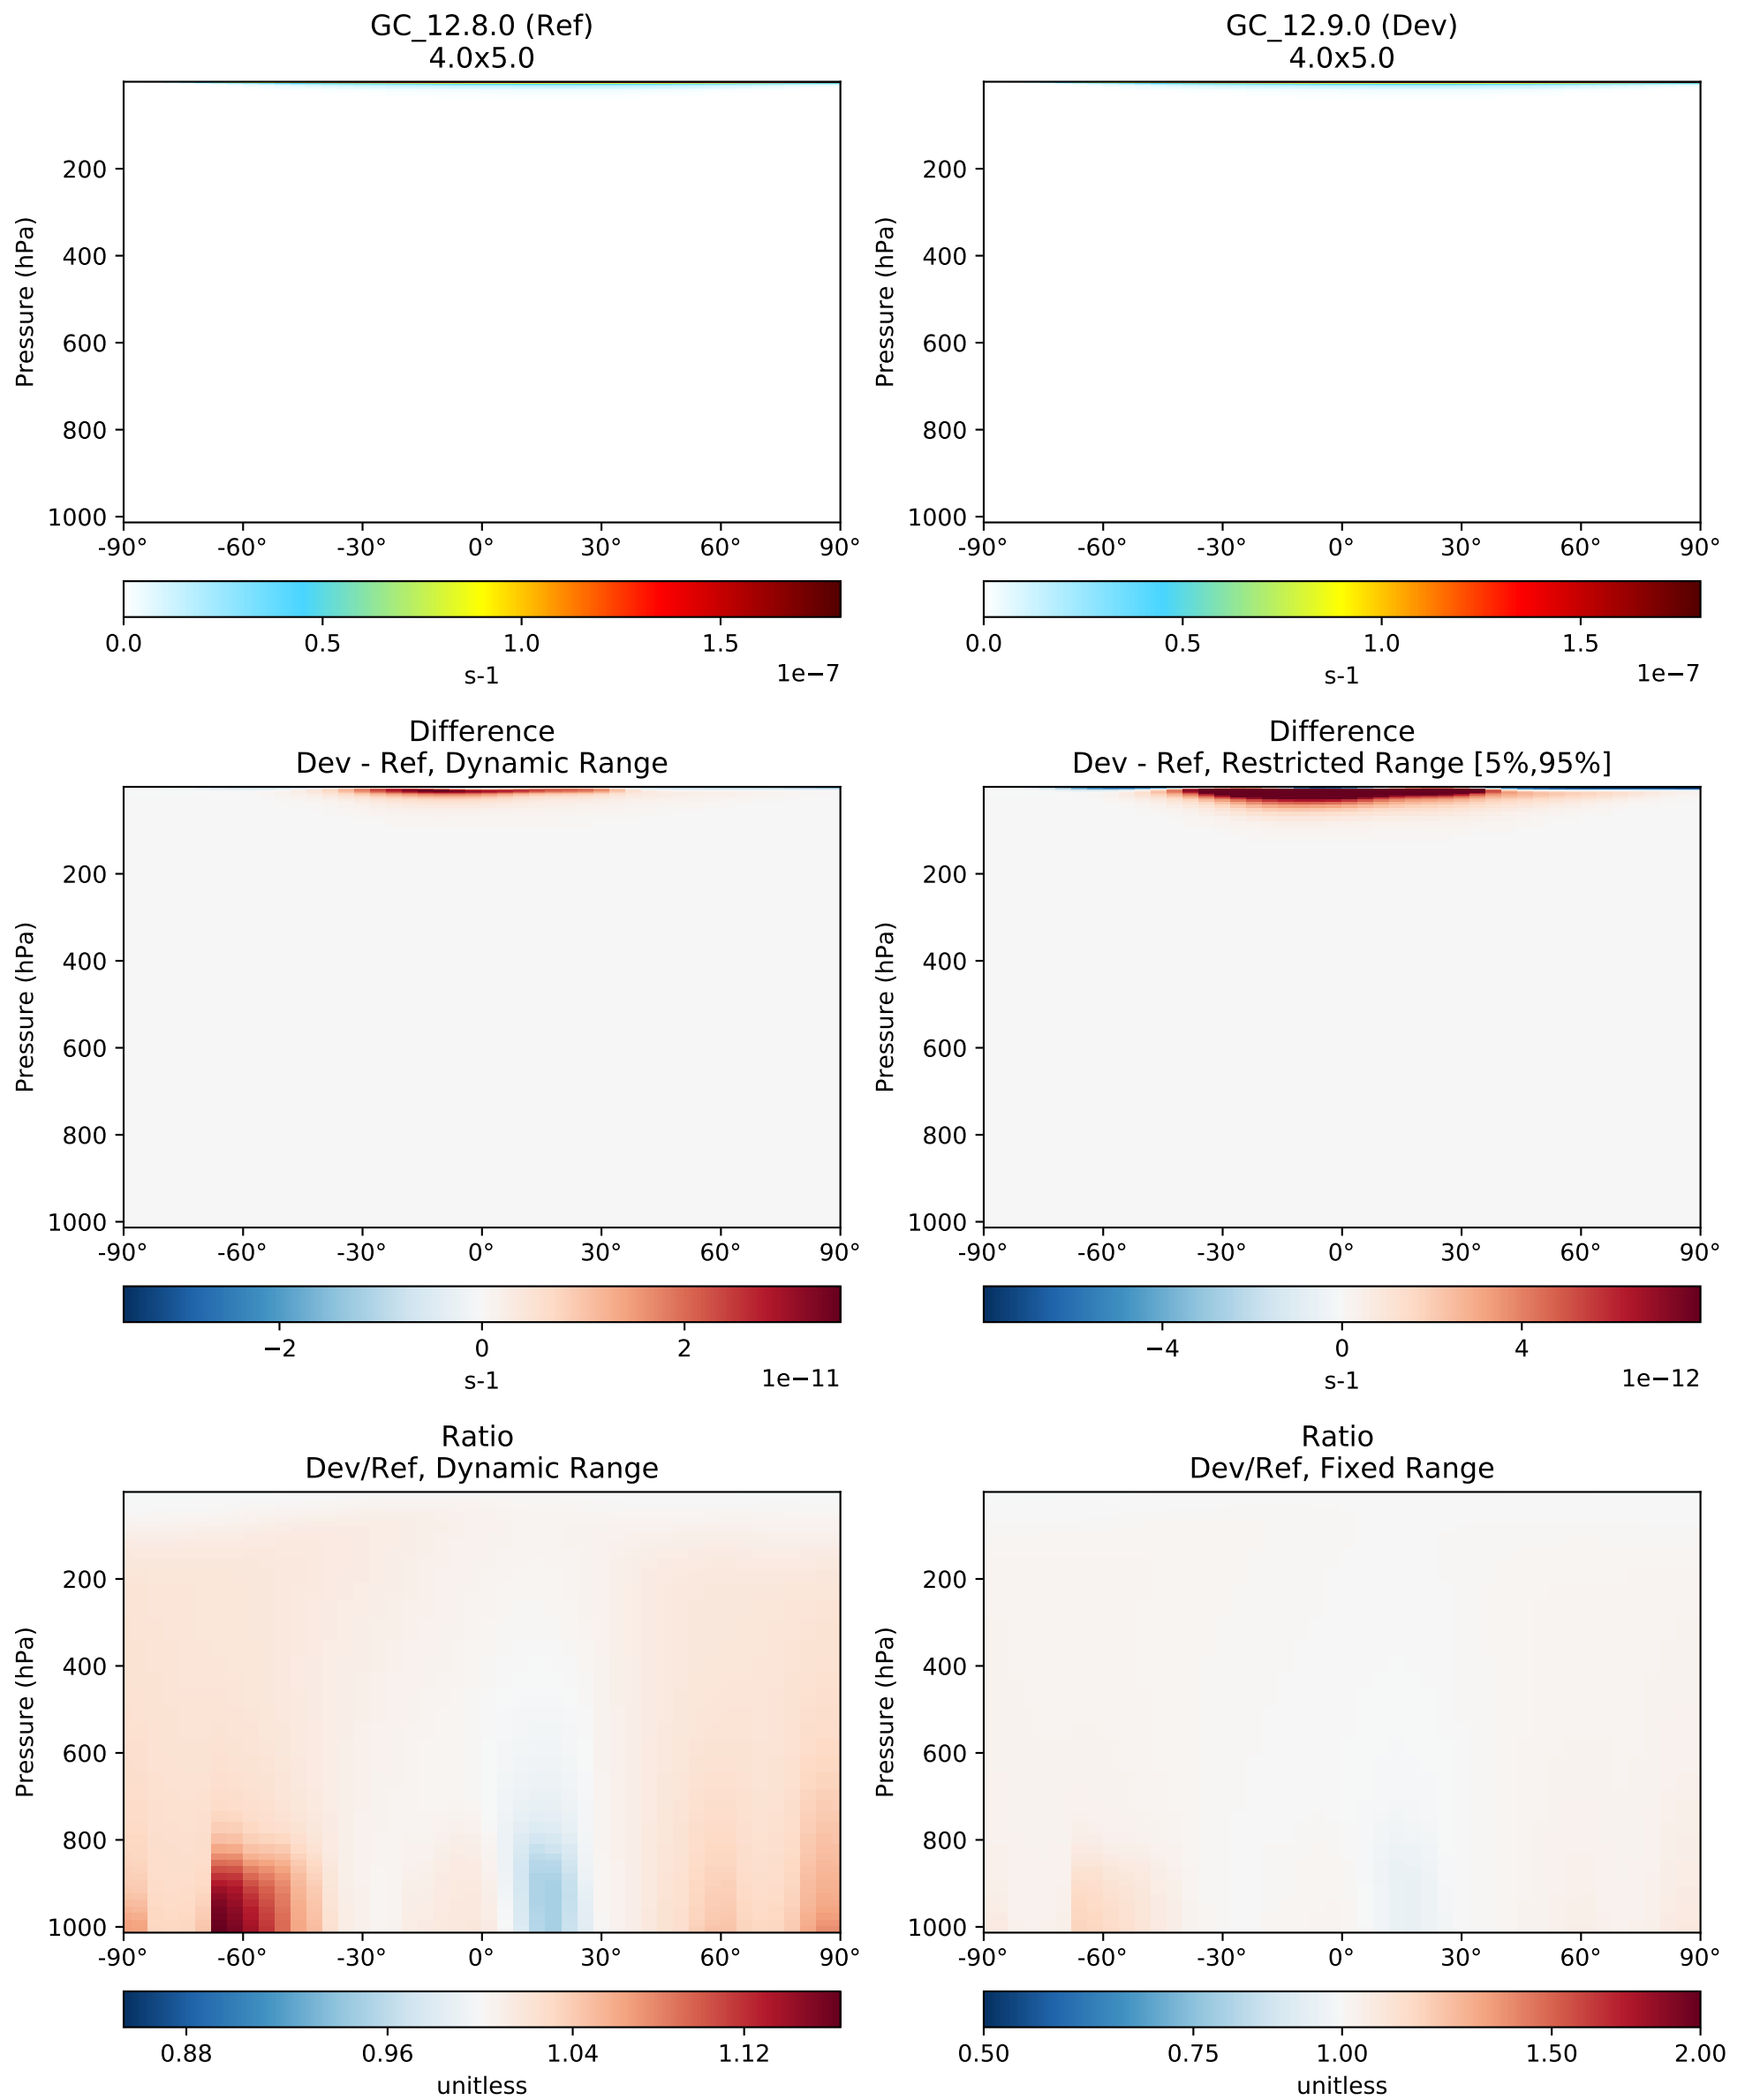 GC_12.8.0 (Ref)
4.0x5.0
Pressure (hPa)
200
400
600
800
1000
-90° -60° -30° 0° 30° 60° 90°
0.0 0.5 1.0 1.5
s-1
1e−7
GC_12.9.0 (Dev)
4.0x5.0
Pressure (hPa)
200
400
600
800
1000
-90° -60° -30° 0° 30° 60° 90°
0.0 0.5 1.0 1.5
s-1
1e−7
Difference
Dev - Ref, Dynamic Range
Pressure (hPa)
200
400
600
800
1000
-90° -60° -30° 0° 30° 60° 90°
−2 0 2
s-1
1e−11
Difference
Dev - Ref, Restricted Range [5%,95%]
Pressure (hPa)
200
400
600
800
1000
-90° -60° -30° 0° 30° 60° 90°
−4 0 4
s-1
1e−12
Ratio
Dev/Ref, Dynamic Range
Pressure (hPa)
200
400
600
800
1000
-90° -60° -30° 0° 30° 60° 90°
0.88 0.96 1.04 1.12
unitless
Ratio
Dev/Ref, Fixed Range
Pressure (hPa)
200
400
600
800
1000
-90° -60° -30° 0° 30° 60° 90°
0.50 0.75 1.00 1.50 2.00
unitless